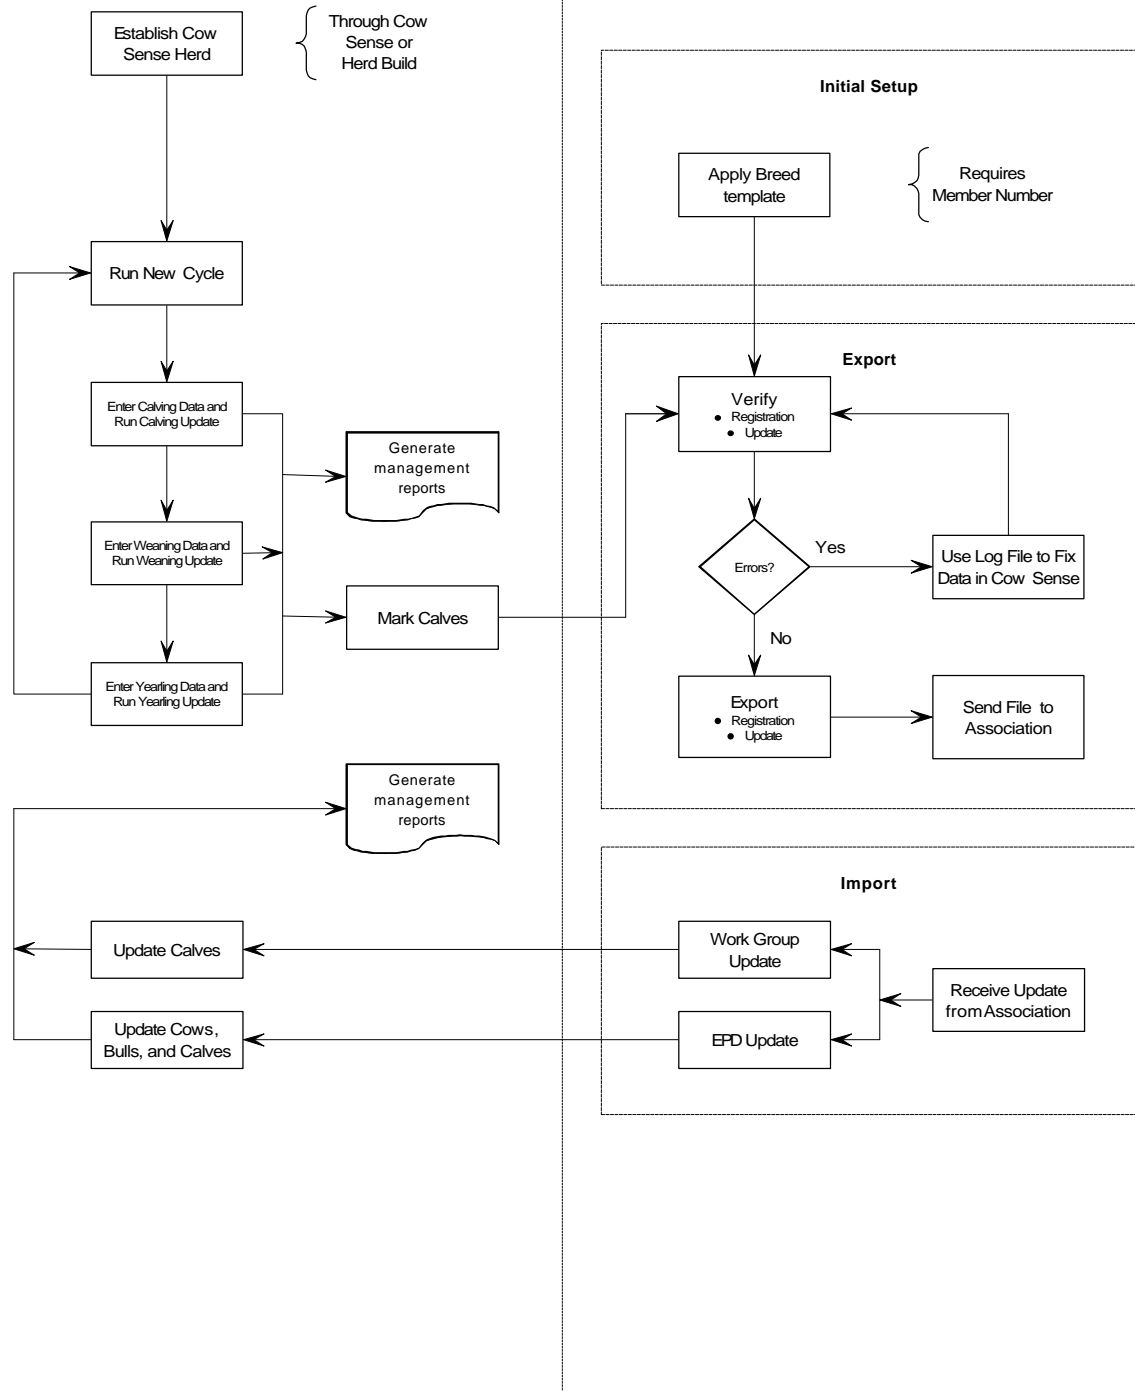 Establish Cow
Sense Herd
Through Cow
Sense or
Herd Build
Run New Cycle
Enter Calving Data and
Run Calving Update
Generate
management
reports
Enter Weaning Data and
Run Weaning Update
Mark Calves
Enter Yearling Data and
Run Yearling Update
Generate
management
reports
Update Calves
Update Cows,
Bulls, and Calves
Initial Setup
Apply Breed
template
Requires
Member Number
Export
Verify
● Registration
● Update
Errors?
Yes
Use Log File to Fix
Data in Cow Sense
No
Export
● Registration
● Update
Send File to
Association
Import
Work Group
Update
Receive Update
from Association
EPD Update